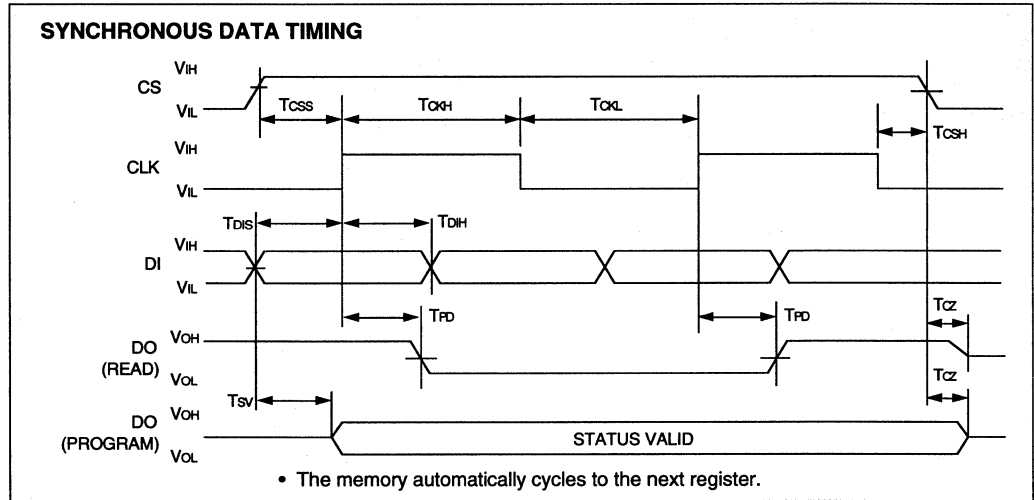 SYNCHRONOUS DATA TIMING
CS
VIH
VIL
TCSS
TCKH
TCKL
TCSH
CLK
VIH
VIL
TDIS
TDIH
DI
VIH
VIL
TPD
TPD
TCZ
DO
(READ)
VOH
VOL
TSV
TCZ
DO
(PROGRAM)
VOH
VOL
STATUS VALID
• The memory automatically cycles to the next register.